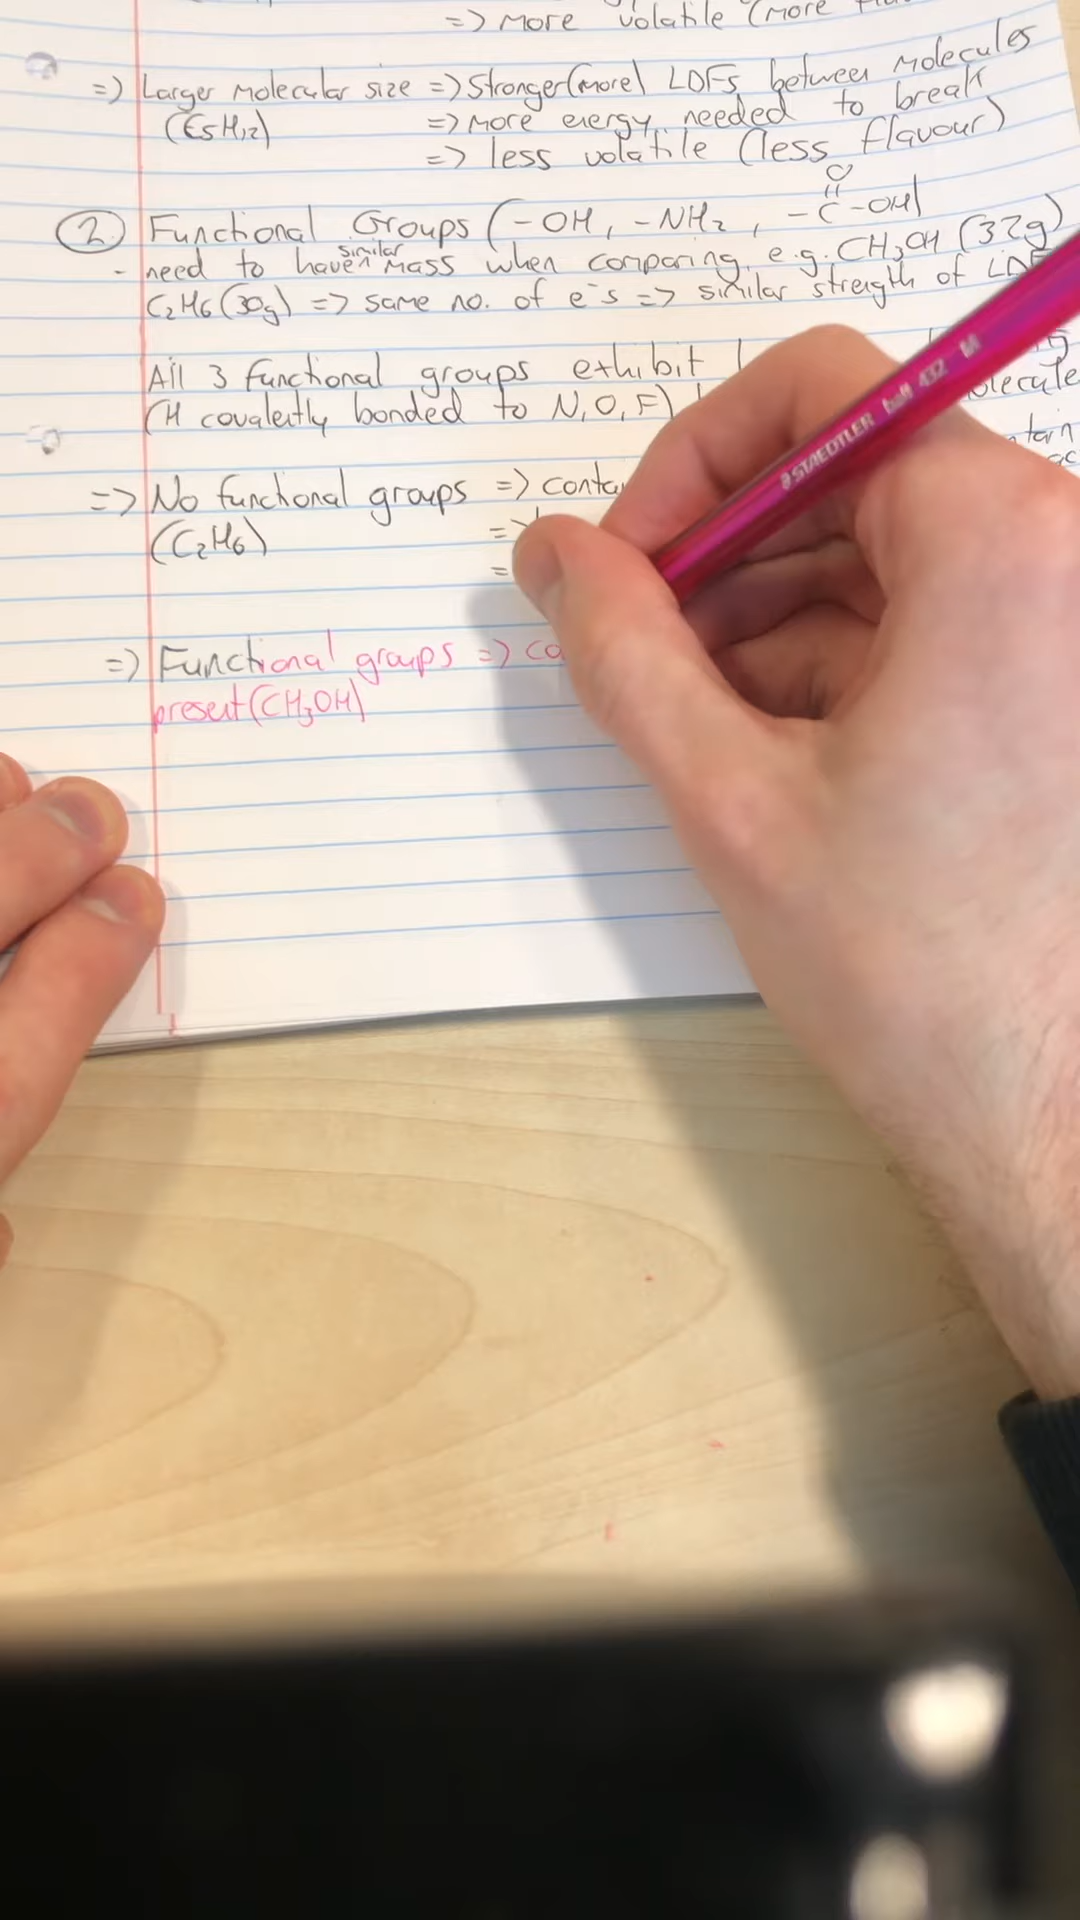 => more volatile (more
=> Larger molecular size => Stronger(more) LDFs between molecules
(C5H12) => more energy needed to break
=> less volatile (less flavour)
O
② Functional Groups (-OH, -NH2, -C-OH)
similar
- need to have mass when comparing, e.g. CH3OH (32g)
C2H6(30g) => same no. of e-s => similar strength of LDF
All 3 functional groups exhibit
(H covalently bonded to N,O,F)
=> No functional groups =>
(C2H6) =>
=
=> Functional groups =>
present(CH3OH)
STAEDTLER ball 432 M